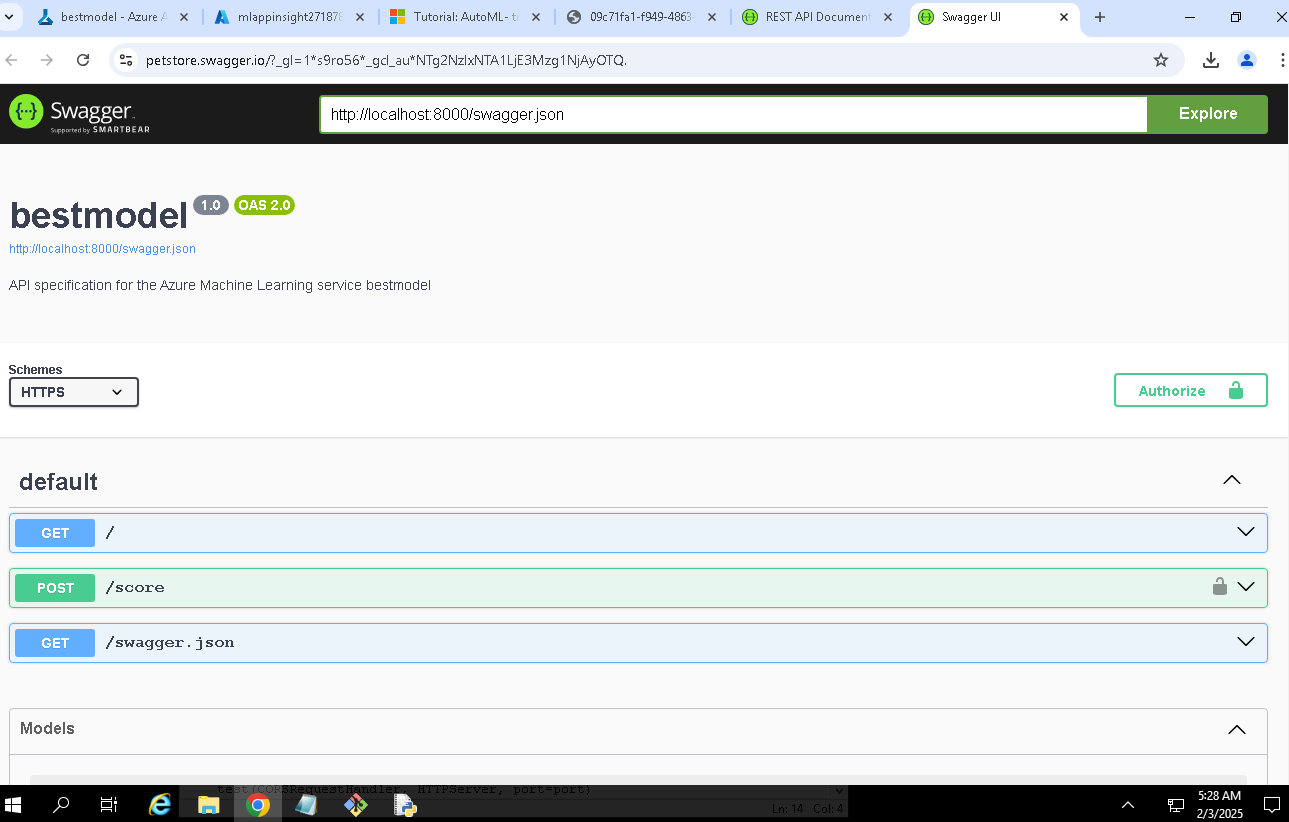 bestmodel - Azure A
mlappinsight271878
Tutorial: AutoML- t
09c71fa1-f949-4863
REST API Document
Swagger UI
petstore.swagger.io/?_gl=1*s9ro56*_gcl_au*NTg2NzIxNTA1LjE3Mzg1NjAyOTQ.
Swagger
Supported by SMARTBEAR
http://localhost:8000/swagger.json
Explore
bestmodel 1.0 OAS 2.0
http://localhost:8000/swagger.json
API specification for the Azure Machine Learning service bestmodel
Schemes
HTTPS
Authorize
default
GET /
POST /score
GET /swagger.json
Models
test(CORSRequestHandler, HTTPServer, port=port)
Ln: 14 Col: 4
5:28 AM
2/3/2025